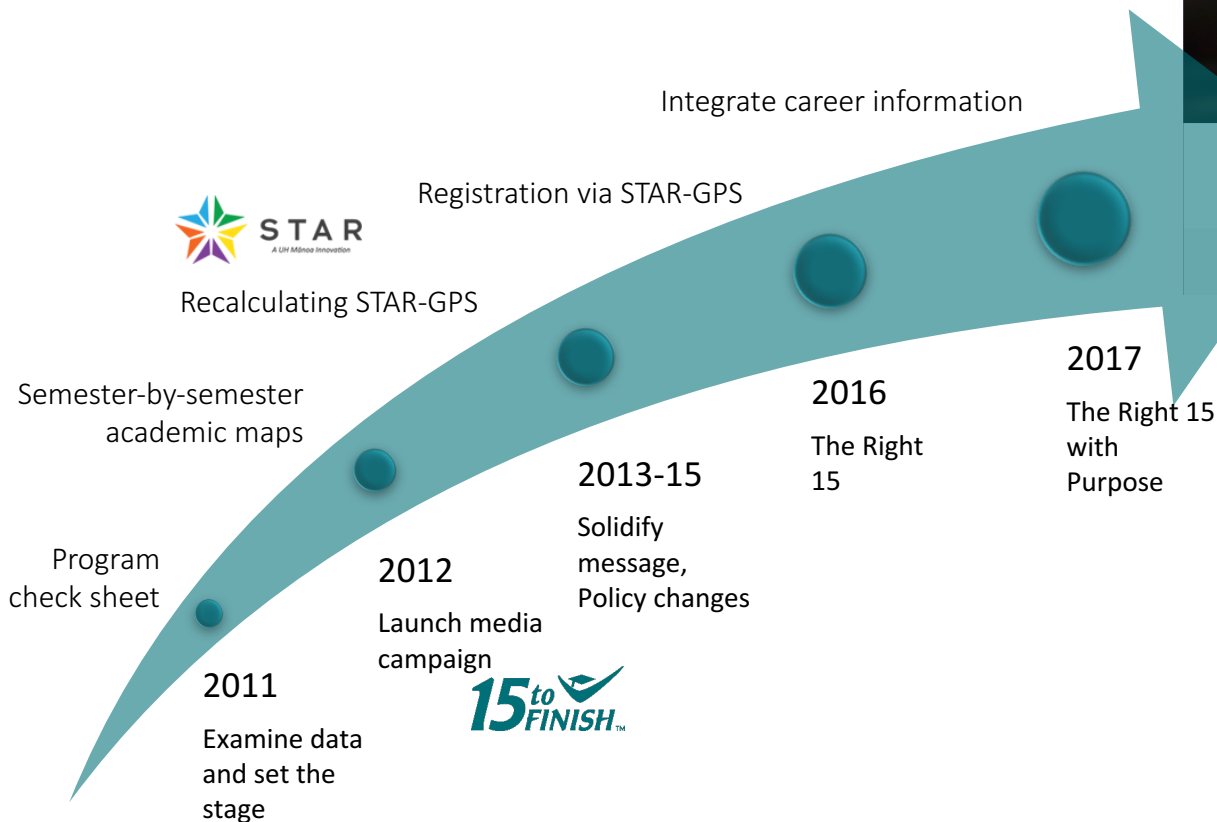 Integrate career information
Registration via STAR-GPS
STAR
A UH Mānoa Innovation
Recalculating STAR-GPS
Semester-by-semester
academic maps
Program
check sheet
2011
Examine data
and set the
stage
2012
Launch media
campaign
15 to
FINISH™
2013-15
Solidify
message,
Policy changes
2016
The Right
15
2017
The Right 15
with
Purpose